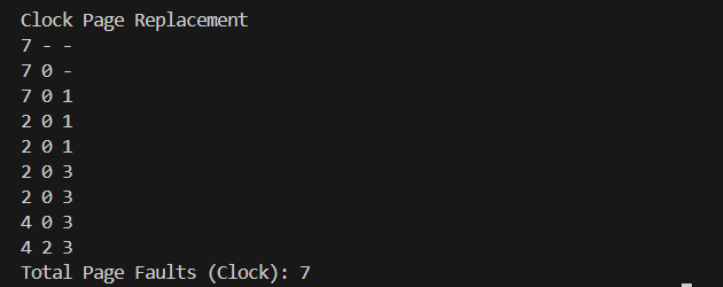 Clock Page Replacement
7 - -
7 0 -
7 0 1
2 0 1
2 0 1
2 0 3
2 0 3
4 0 3
4 2 3
Total Page Faults (Clock): 7